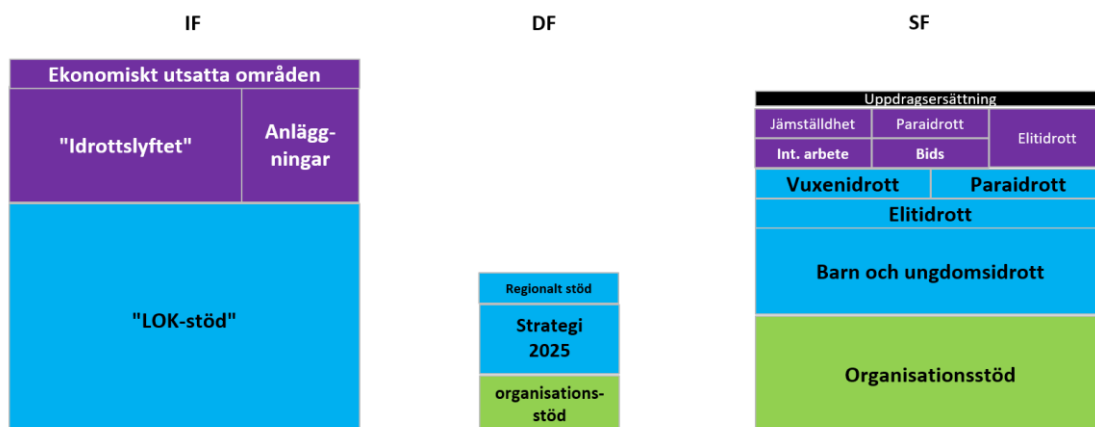 IF
Ekonomiskt utsatta områden
"Idrottslyftet"
Anlägg-
ningar
"LOK-stöd"
DF
Regionalt stöd
Strategi
2025
organisations-
stöd
SF
Uppdragsersättning
Jämställdhet
Paraidrott
Elitidrott
Int. arbete
Bids
Vuxenidrott
Paraidrott
Elitidrott
Barn och ungdomsidrott
Organisationsstöd